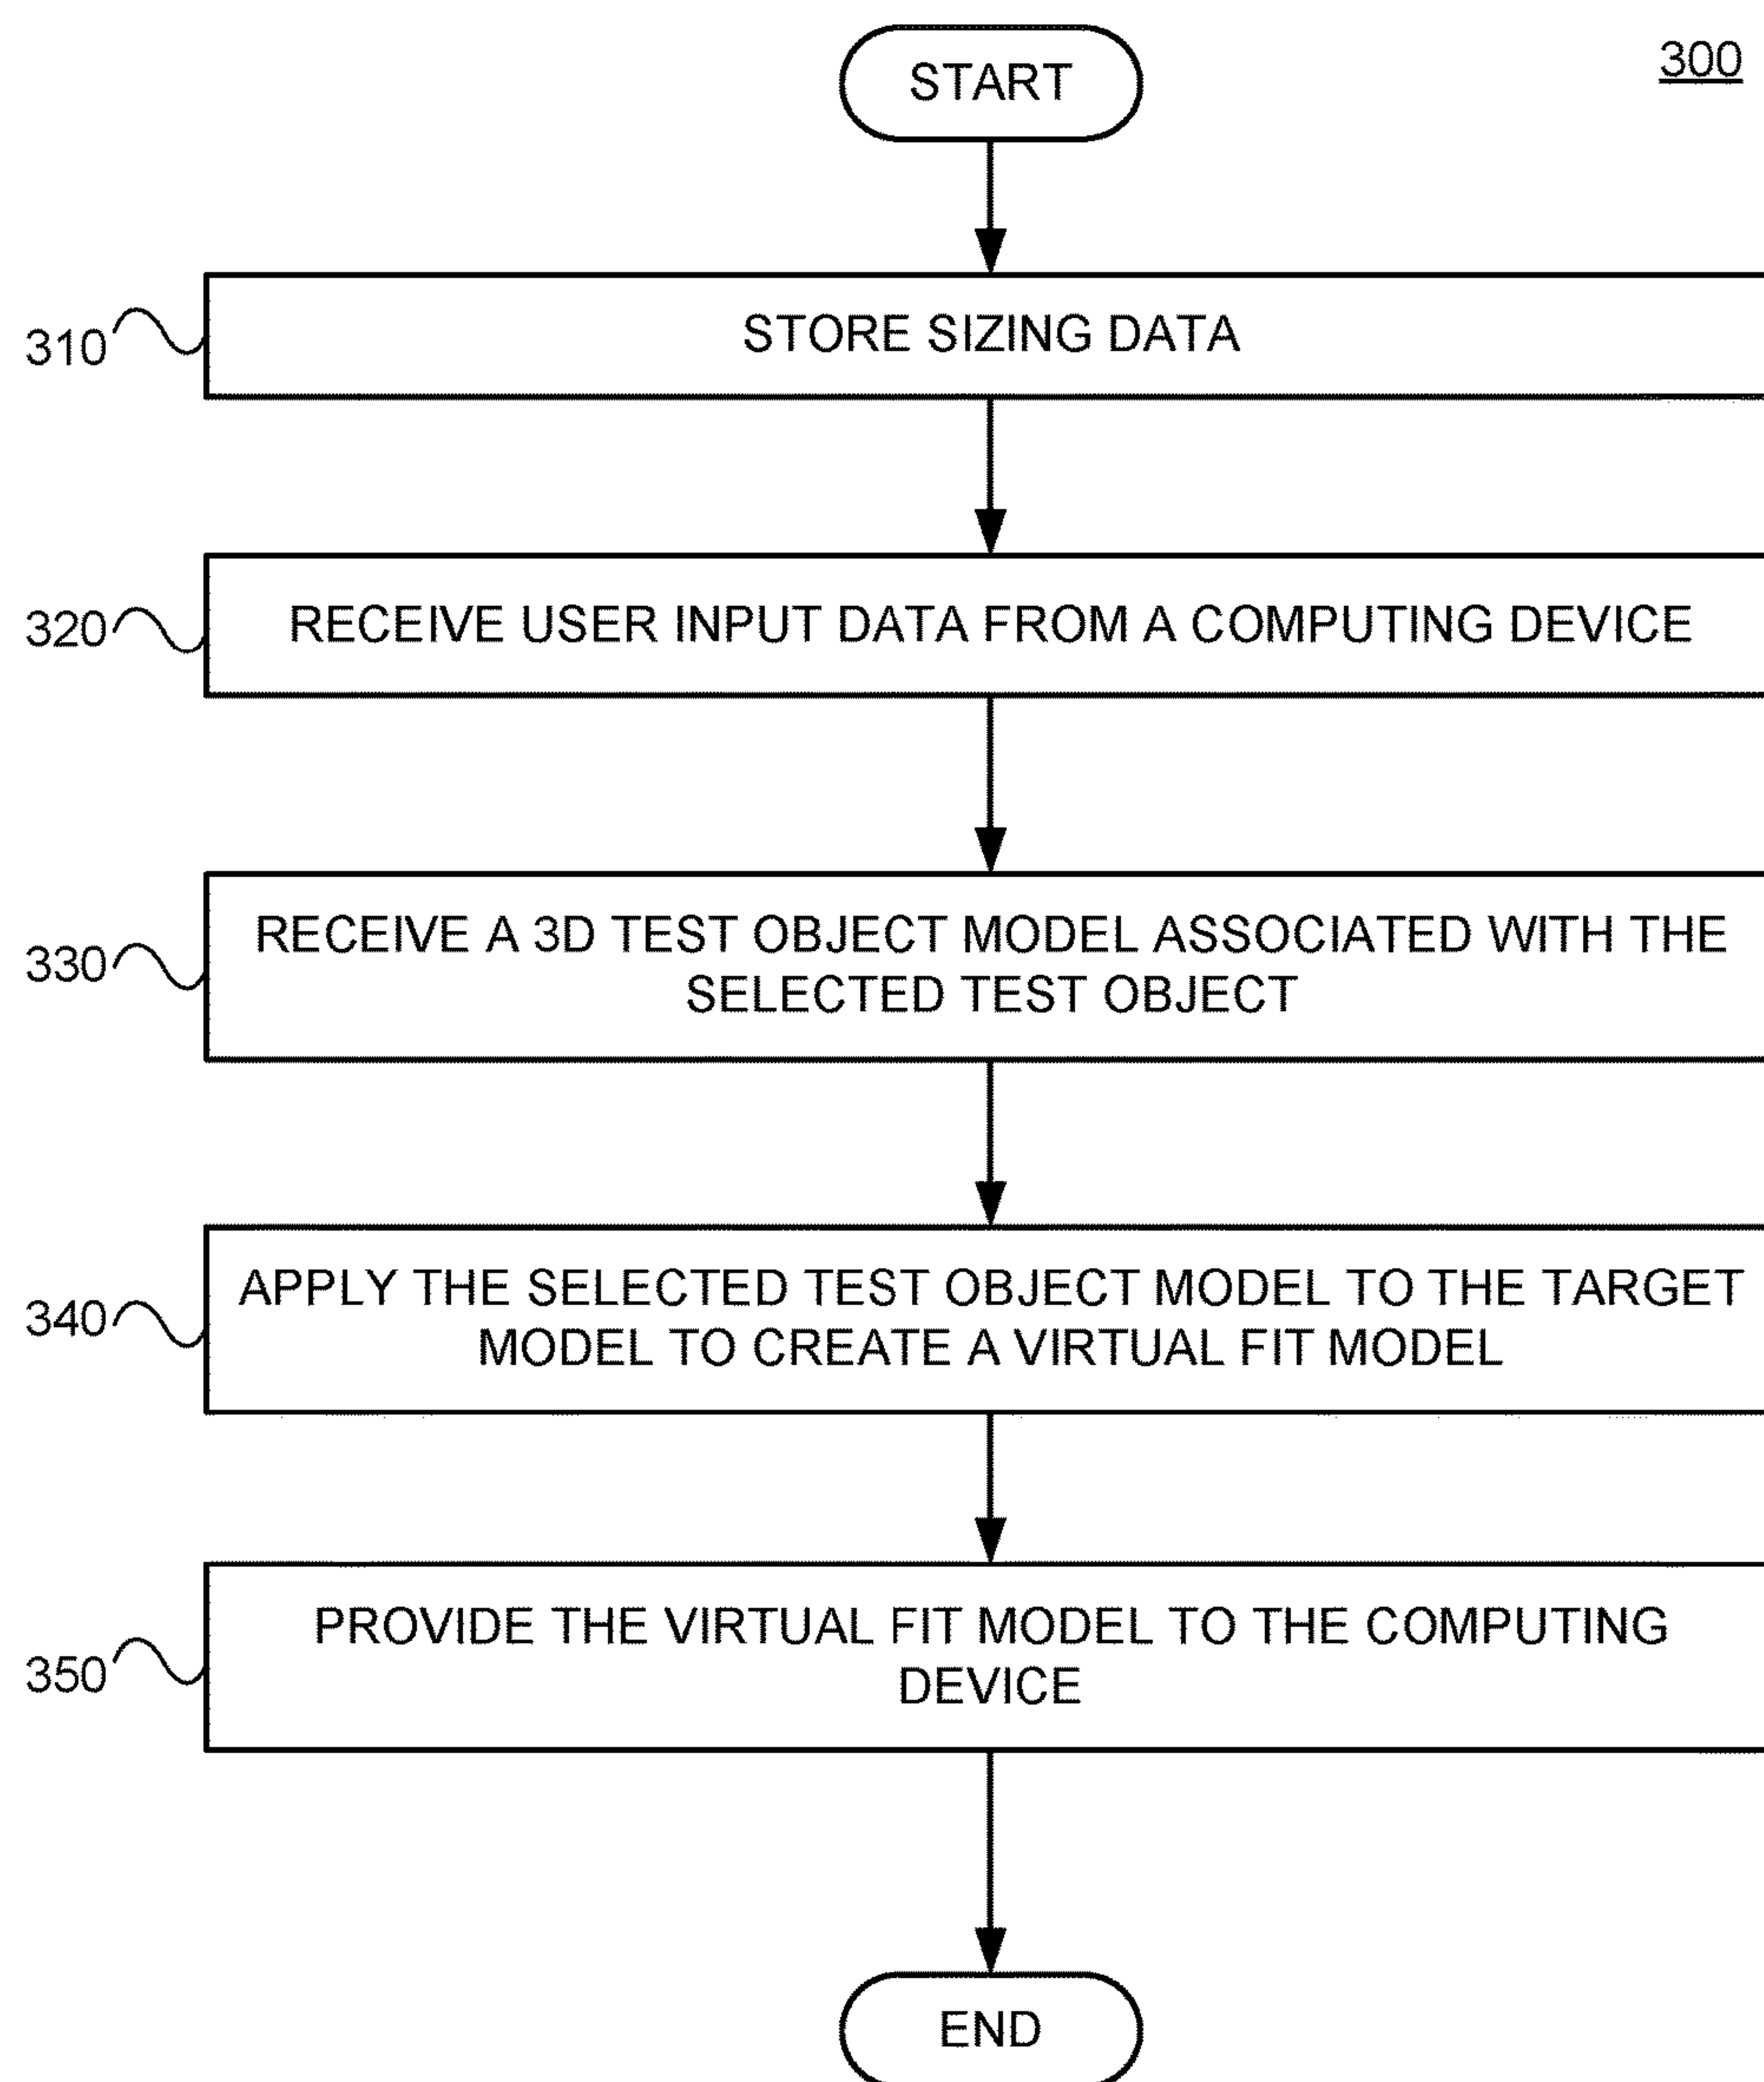 START
300
310
STORE SIZING DATA
320
RECEIVE USER INPUT DATA FROM A COMPUTING DEVICE
330
RECEIVE A 3D TEST OBJECT MODEL ASSOCIATED WITH THE
SELECTED TEST OBJECT
340
APPLY THE SELECTED TEST OBJECT MODEL TO THE TARGET
MODEL TO CREATE A VIRTUAL FIT MODEL
350
PROVIDE THE VIRTUAL FIT MODEL TO THE COMPUTING
DEVICE
END